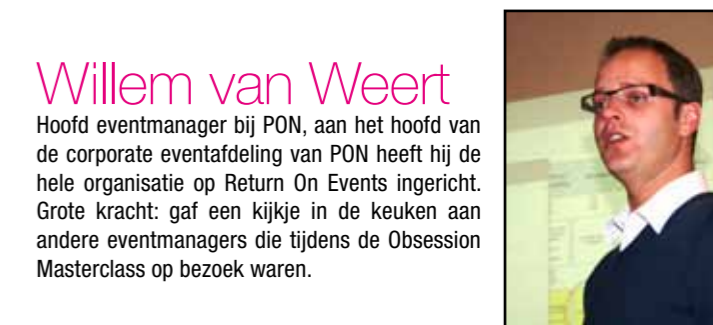 Willem van Weert
Hoofd eventmanager bij PON, aan het hoofd van
de corporate eventafdeling van PON heeft hij de
hele organisatie op Return On Events ingericht.
Grote kracht: gaf een kijkje in de keuken aan
andere eventmanagers die tijdens de Obsession
Masterclass op bezoek waren.